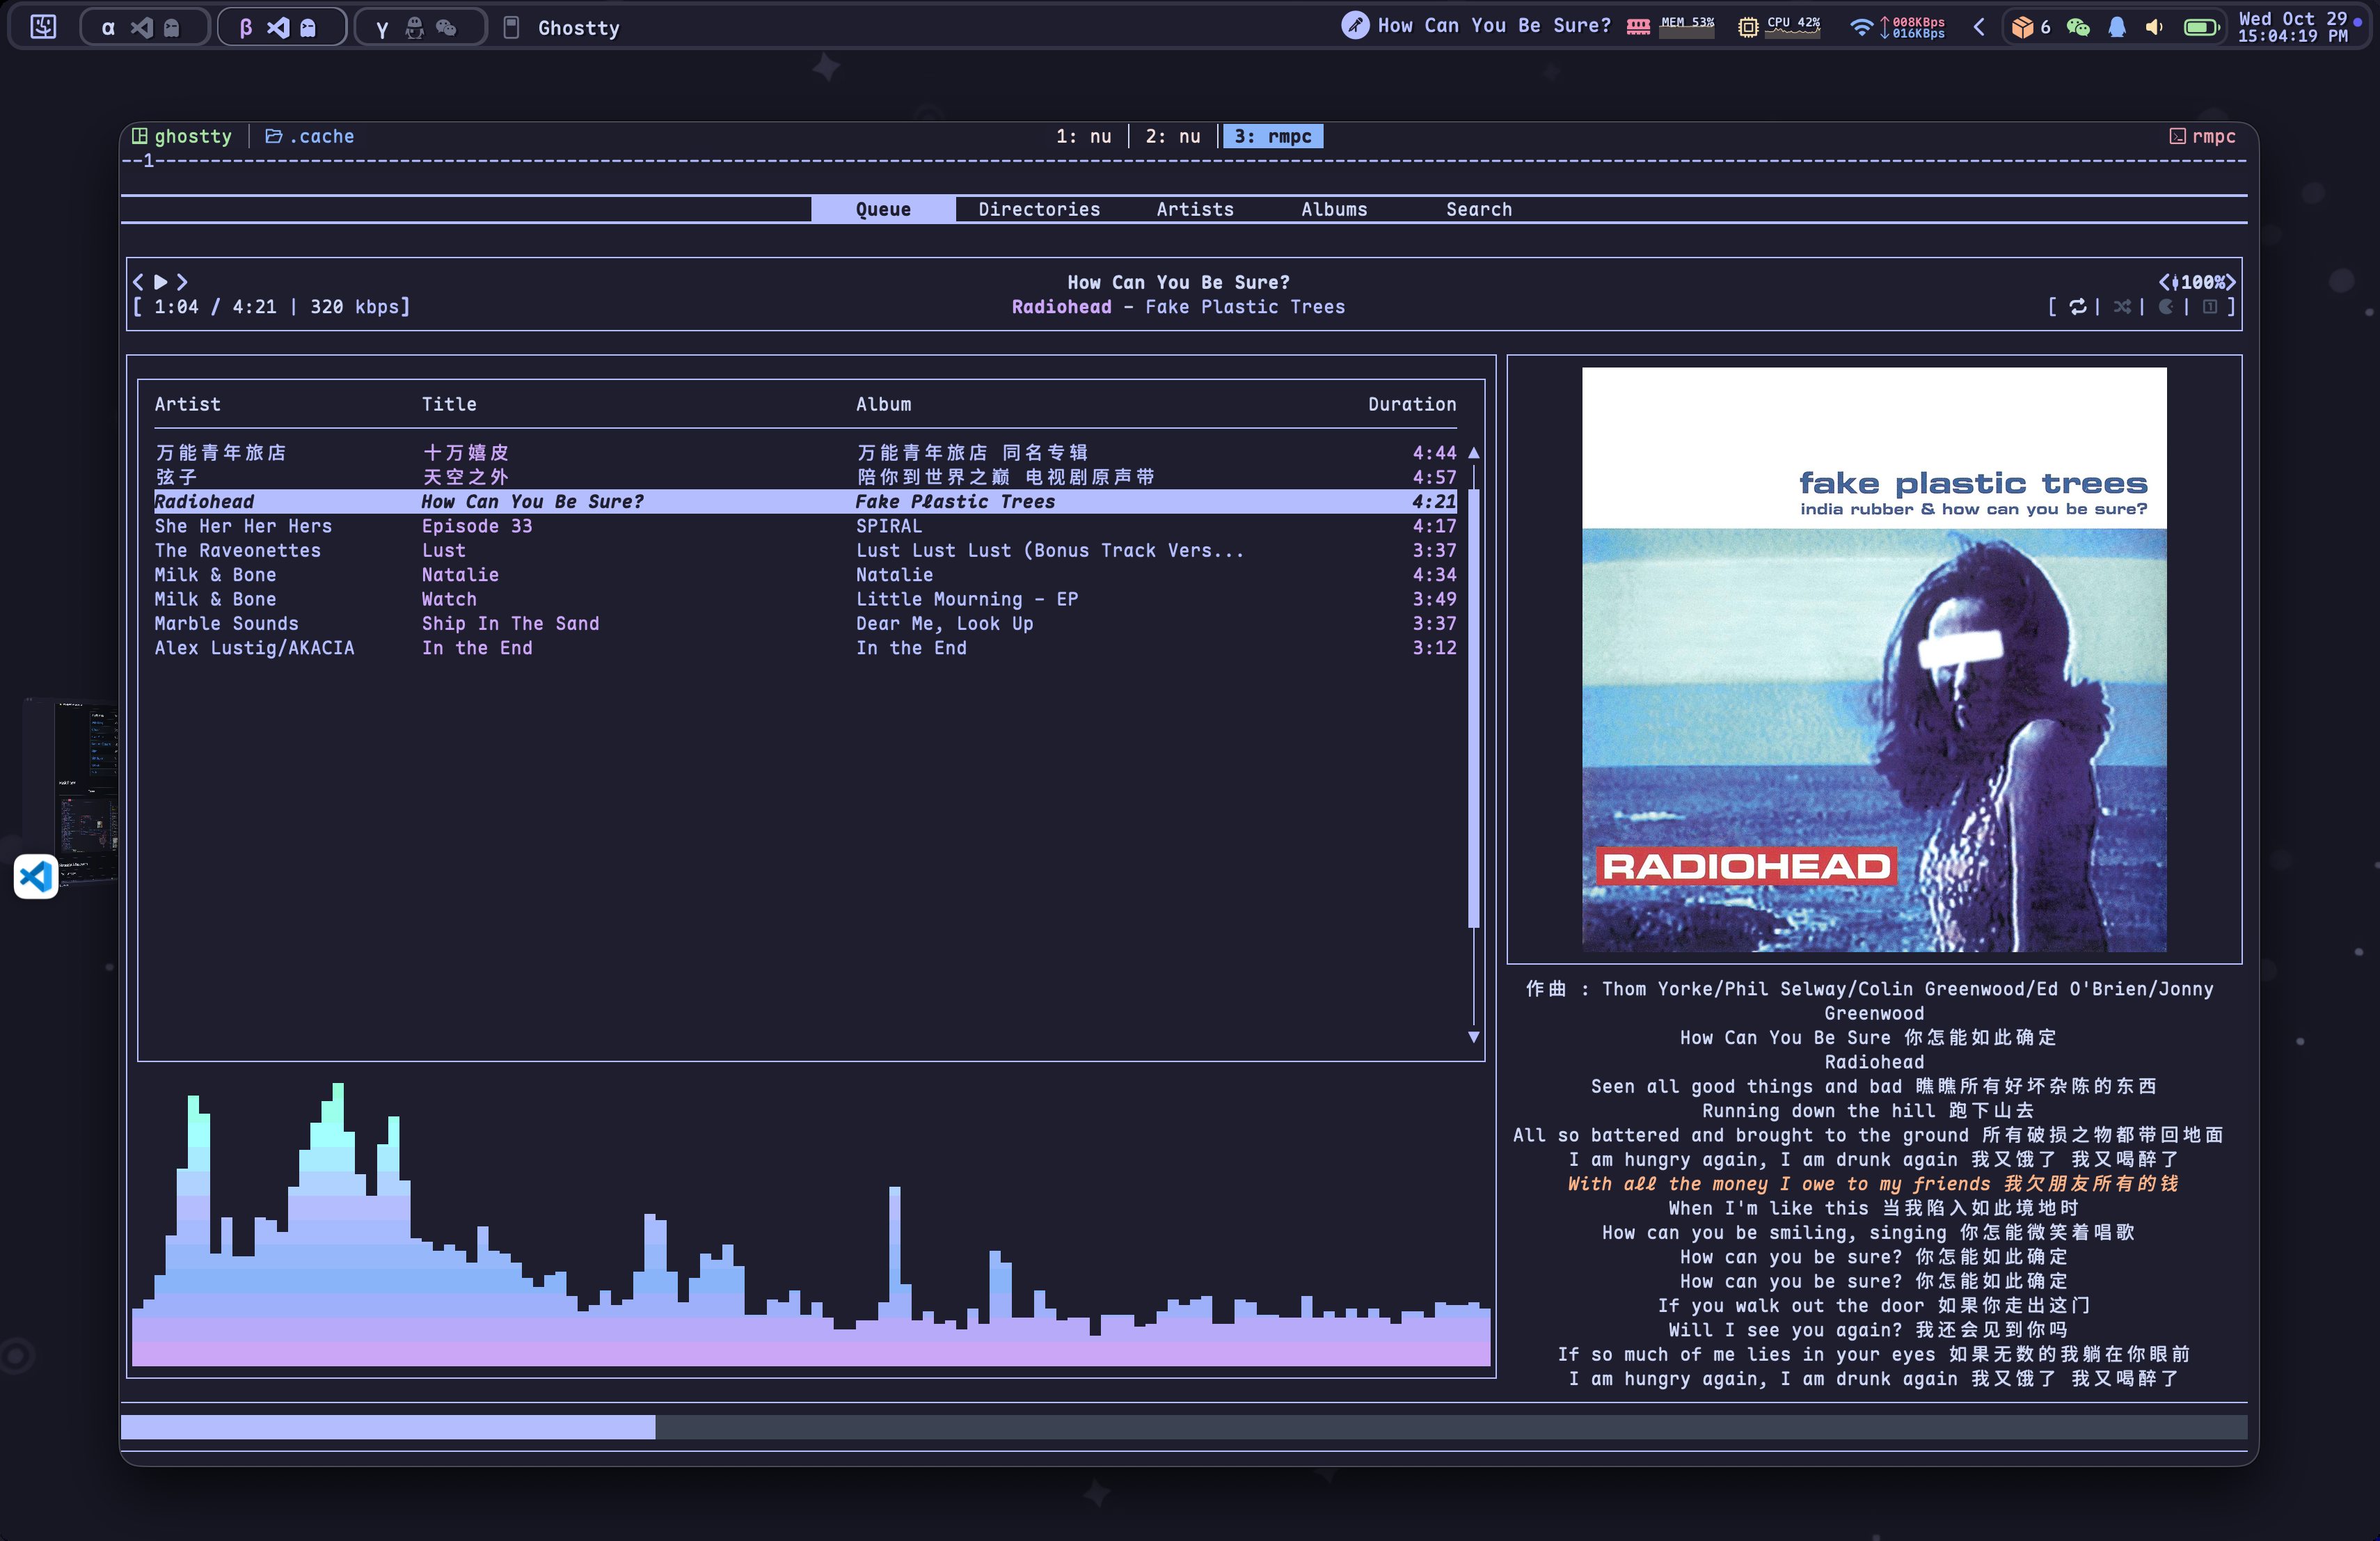 α β γ Ghostty How Can You Be Sure? MEM 53% CPU 42% 008KBps 6 Wed Oct 29
016KBps 15:04:19 PM
ghostty .cache 1: nu 2: nu 3: rmpc rmpc
1
Queue Directories Artists Albums Search
How Can You Be Sure? 100%
[ 1:04 / 4:21 | 320 kbps] Radiohead - Fake Plastic Trees [ | | | 1 ]
Artist Title Album Duration
万能青年旅店 十万嬉皮 万能青年旅店 同名专辑 4:44
弦子 天空之外 陪你到世界之巅 电视剧原声带 4:57
Radiohead How Can You Be Sure? Fake Plastic Trees 4:21
She Her Her Hers Episode 33 SPIRAL 4:17
The Raveonettes Lust Lust Lust Lust (Bonus Track Vers... 3:37
Milk & Bone Natalie Natalie 4:34
Milk & Bone Watch Little Mourning - EP 3:49
Marble Sounds Ship In The Sand Dear Me, Look Up 3:37
Alex Lustig/AKACIA In the End In the End 3:12
fake plastic trees
india rubber & how can you be sure?
RADIOHEAD
作曲 : Thom Yorke/Phil Selway/Colin Greenwood/Ed O'Brien/Jonny
Greenwood
How Can You Be Sure 你怎能如此确定
Radiohead
Seen all good things and bad 瞧瞧所有好坏杂陈的东西
Running down the hill 跑下山去
All so battered and brought to the ground 所有破损之物都带回地面
I am hungry again, I am drunk again 我又饿了 我又喝醉了
With all the money I owe to my friends 我欠朋友所有的钱
When I'm like this 当我陷入如此境地时
How can you be smiling, singing 你怎能微笑着唱歌
How can you be sure? 你怎能如此确定
How can you be sure? 你怎能如此确定
If you walk out the door 如果你走出这门
Will I see you again? 我还会见到你吗
If so much of me lies in your eyes 如果无数的我躺在你眼前
I am hungry again, I am drunk again 我又饿了 我又喝醉了